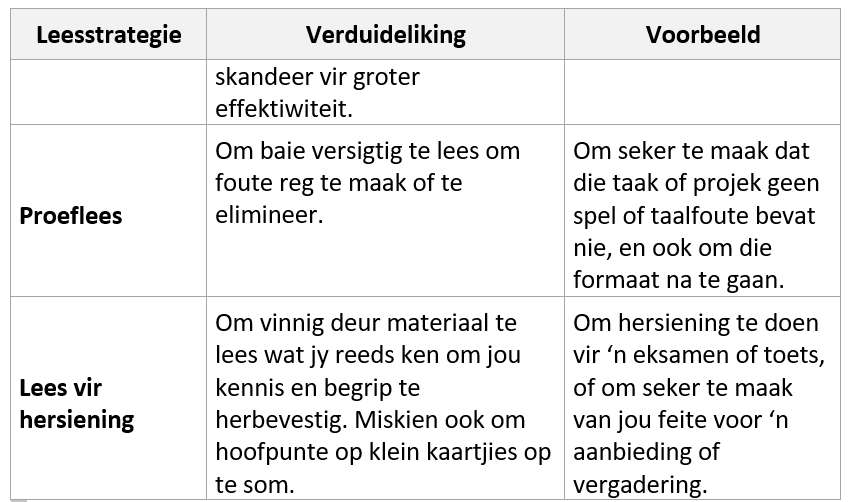 Leesstrategie Verduideliking Voorbeeld
skandeer vir groter
effektiwiteit.
Proeflees
Om baie versigtig te lees om
foute reg te maak of te
elimineer.
Om seker te maak dat
die taak of projek geen
spel of taalfoute bevat
nie, en ook om die
formaat na te gaan.
Lees vir
hersiening
Om vinnig deur materiaal te
lees wat jy reeds ken om jou
kennis en begrip te
herbevestig. Miskien ook om
hoofpunte op klein kaartjies op
te som.
Om hersiening te doen
vir ‘n eksamen of toets,
of om seker te maak
van jou feite voor ‘n
aanbieding of
vergadering.